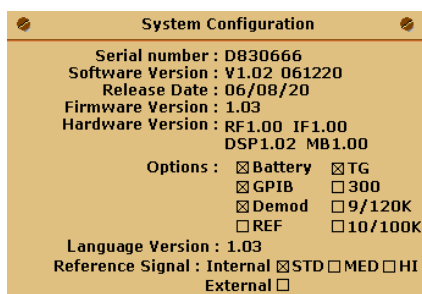 System Configuration
Serial number : D830666
Software Version : V1.02 061220
Release Date : 06/08/20
Firmware Version : 1.03
Hardware Version : RF1.00 IF1.00
DSP1.02 MB1.00
Options : ☒ Battery ☒ TG
☒ GPIB ☐ 300
☒ Demod ☐ 9/120K
☐ REF ☐ 10/100K
Language Version : 1.03
Reference Signal : Internal ☒ STD ☐ MED ☐ HI
External ☐